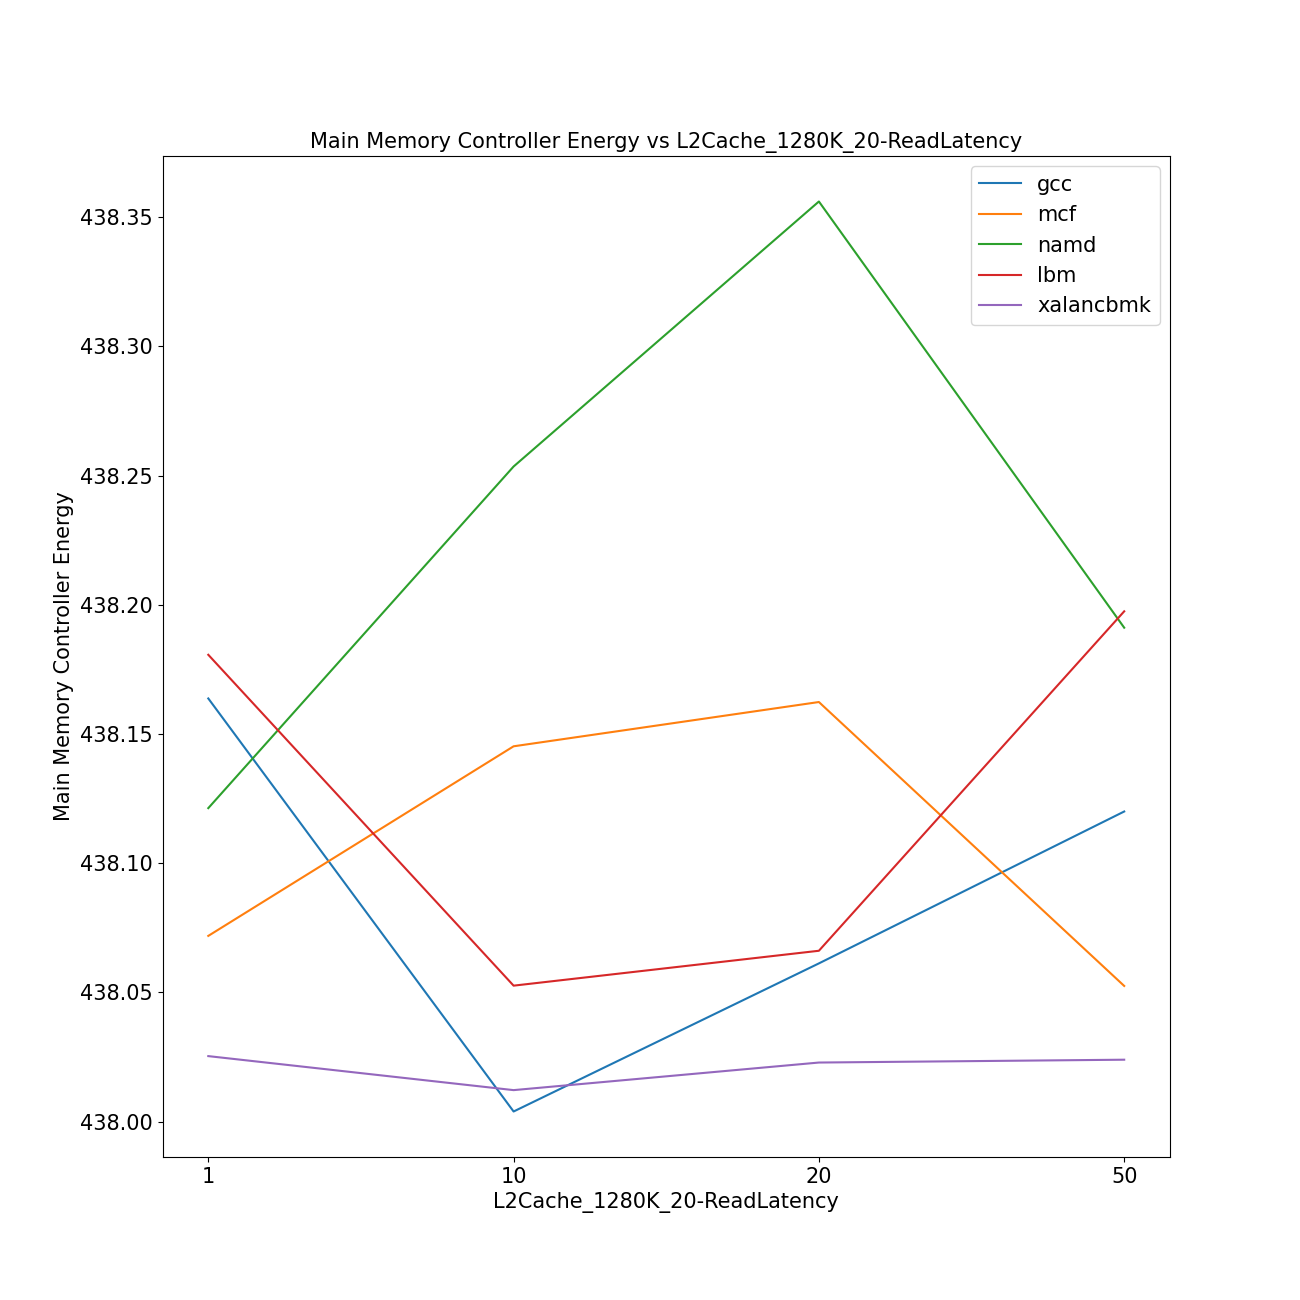 Main Memory Controller Energy vs L2Cache_1280K_20-ReadLatency
gcc
mcf
namd
lbm
xalancbmk
438.35
438.30
438.25
438.20
438.15
438.10
438.05
438.00
Main Memory Controller Energy
1 10 20 50
L2Cache_1280K_20-ReadLatency